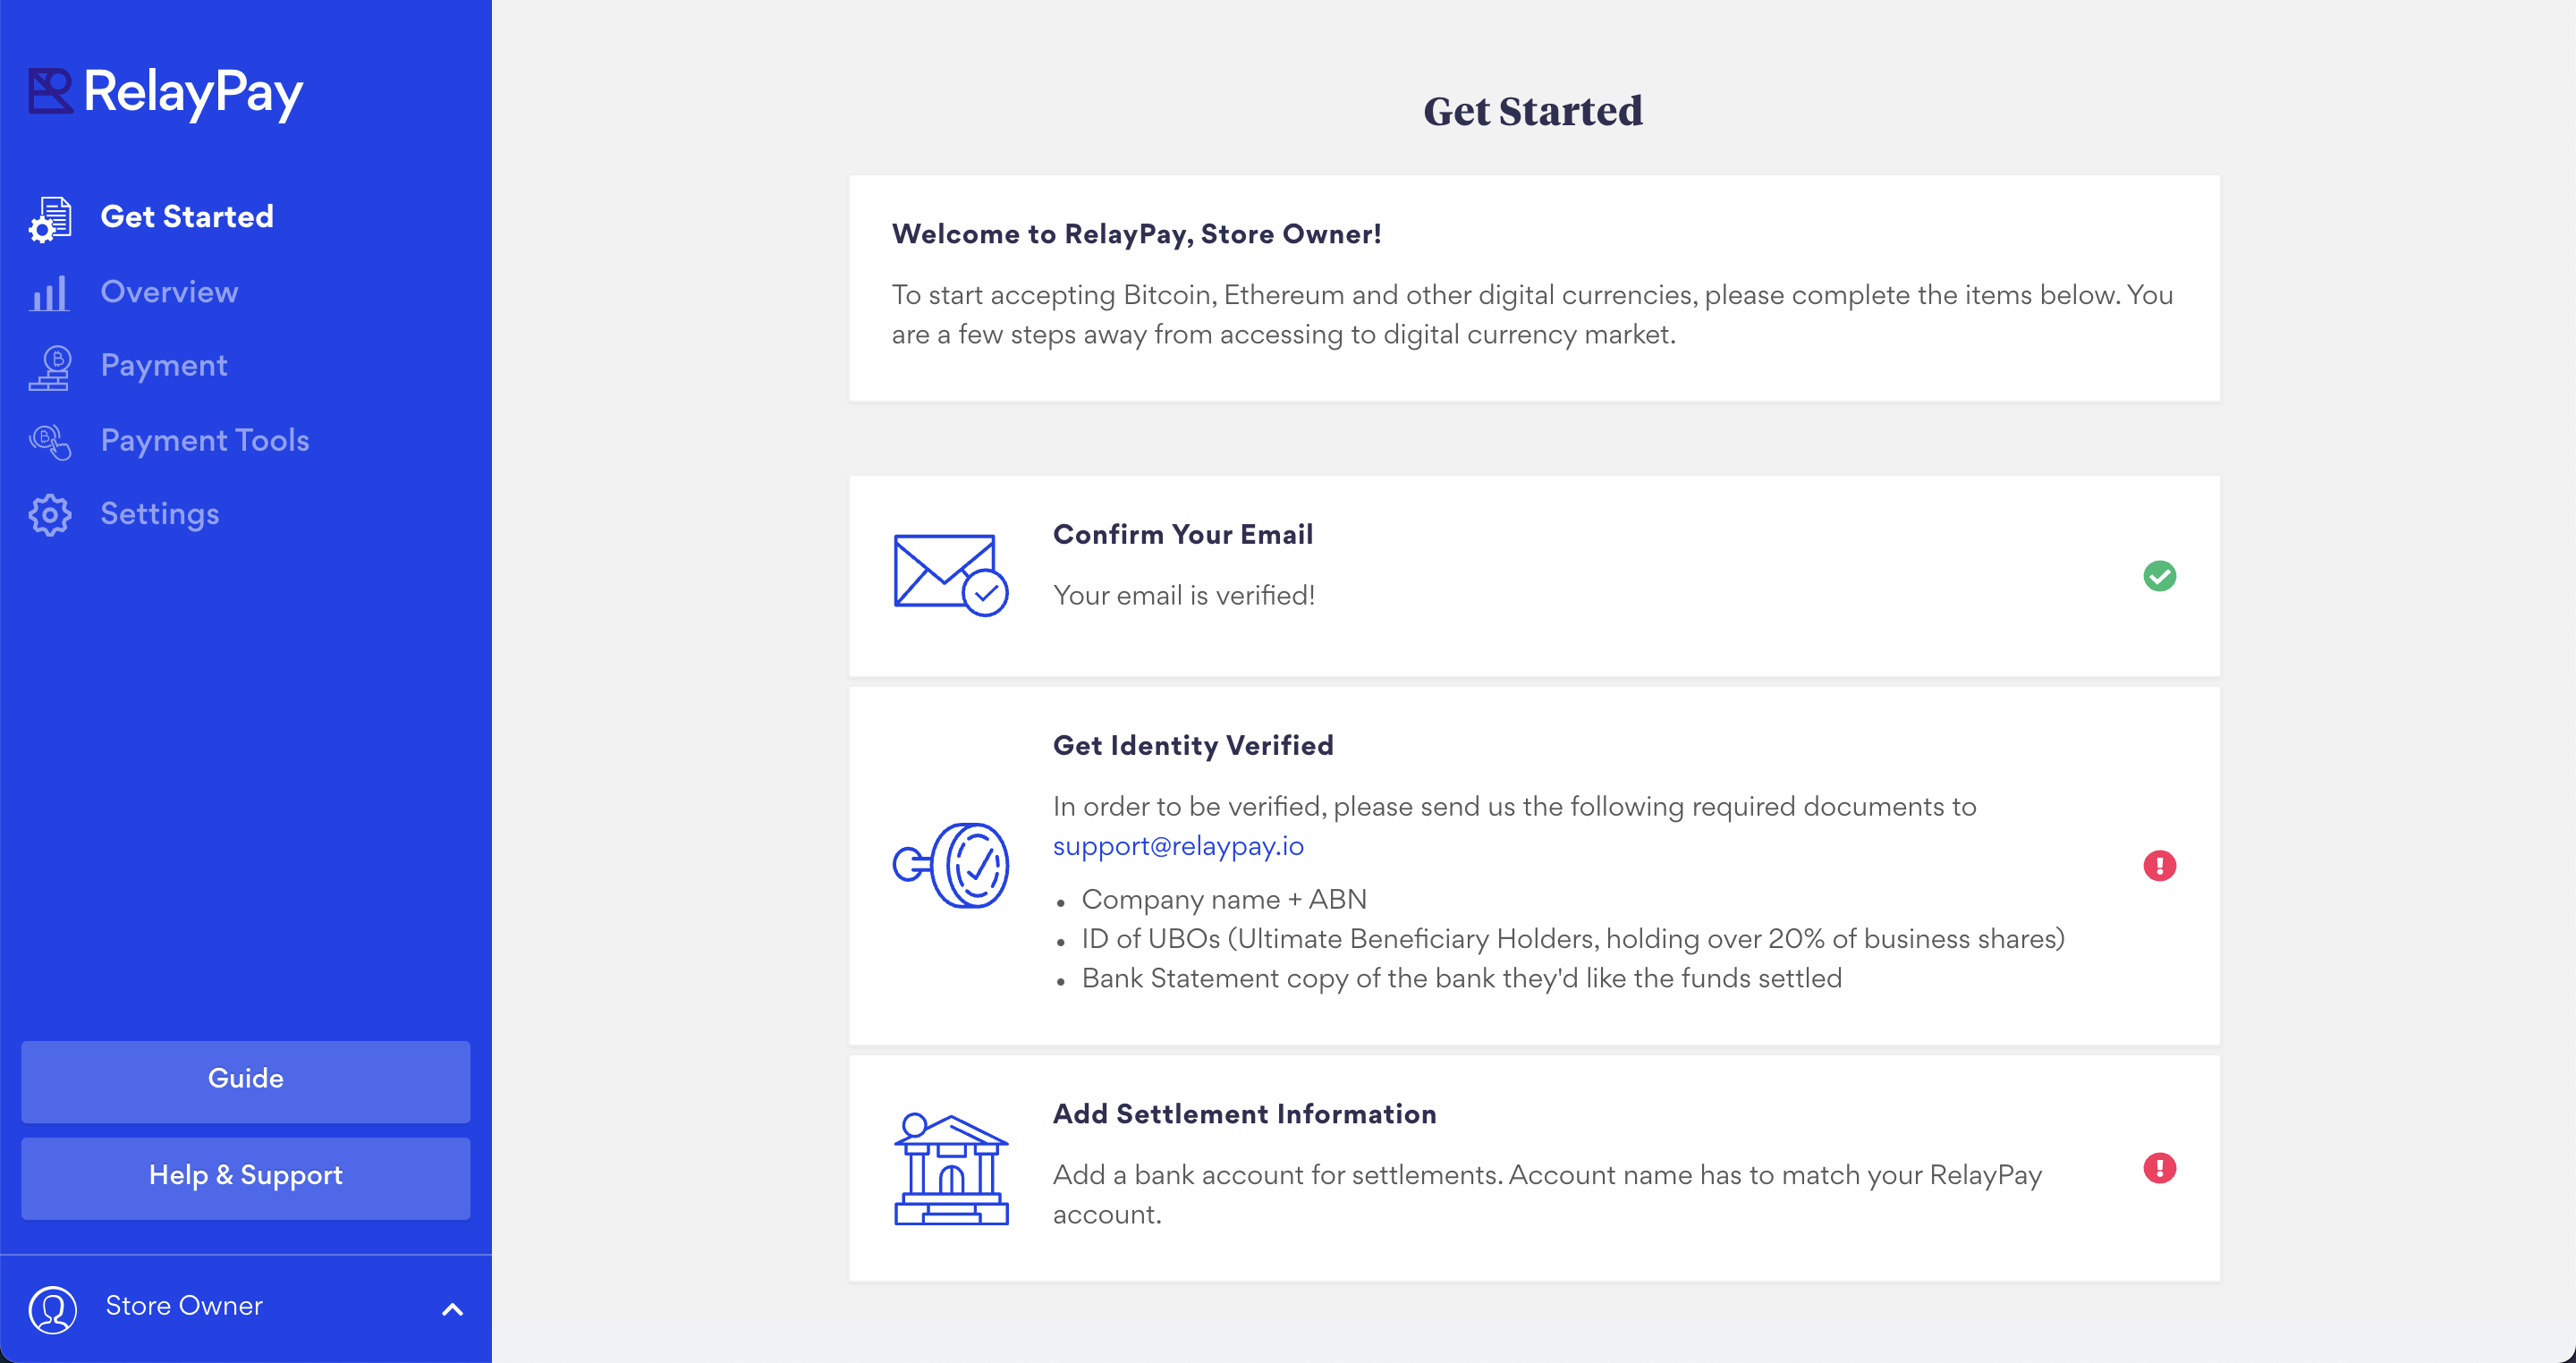 RelayPay
Get Started
Overview
Payment
Payment Tools
Settings
Guide
Help & Support
Store Owner
Get Started
Welcome to RelayPay, Store Owner!
To start accepting Bitcoin, Ethereum and other digital currencies, please complete the items below. You
are a few steps away from accessing to digital currency market.
Confirm Your Email
Your email is verified!
Get Identity Verified
In order to be verified, please send us the following required documents to
support@relaypay.io
• Company name + ABN
• ID of UBOs (Ultimate Beneficiary Holders, holding over 20% of business shares)
• Bank Statement copy of the bank they'd like the funds settled
Add Settlement Information
Add a bank account for settlements. Account name has to match your RelayPay
account.